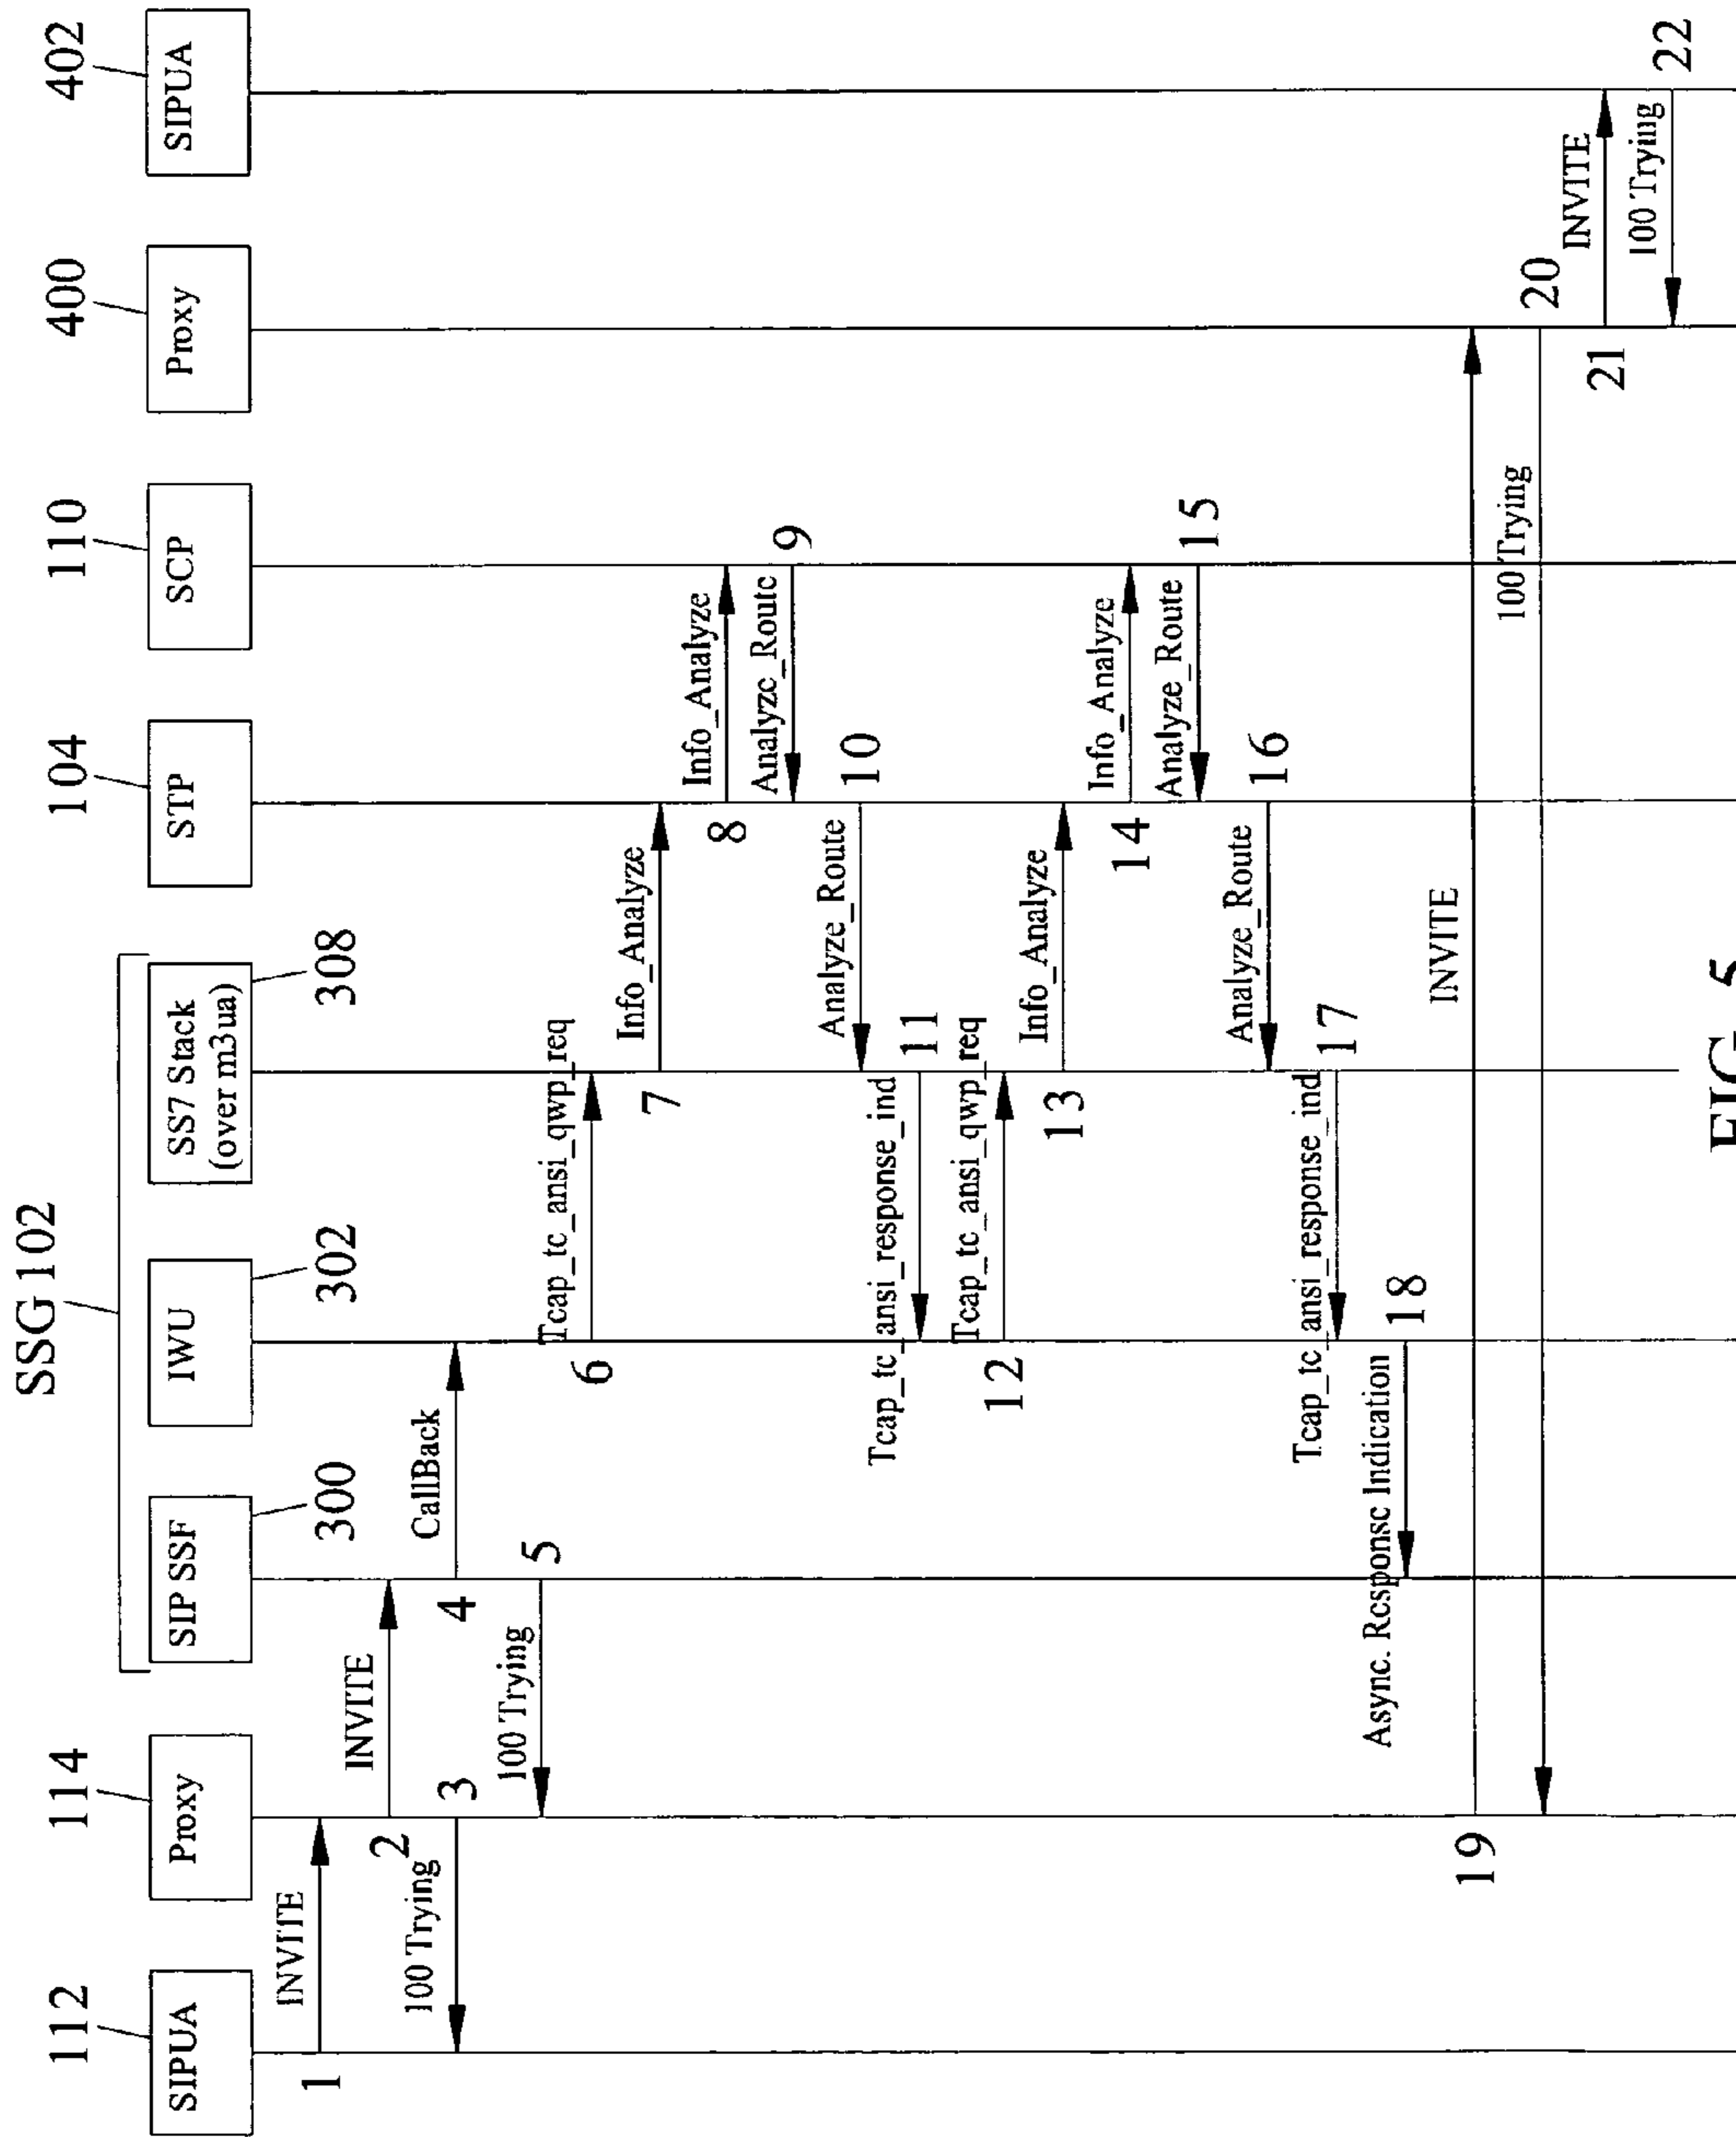 SSG 102
112
114
300
302
308
104
110
400
402
SIPUA
Proxy
SIP SSF
IWU
SS7 Stack
(over m3ua)
STP
SCP
Proxy
SIPUA
1
INVITE
2
INVITE
100 Trying
3
4
CallBack
100 Trying
5
6
Tcap_tc_ansi_qwp_req
7
Info_Analyze
8
Info_Analyze
Analyze_Route
9
Analyze_Route
10
Tcap_tc_ansi_response_ind
11
12
Tcap_tc_ansi_qwp_req
13
Info_Analyze
14
Info_Analyze
Analyze_Route
15
Analyze_Route
16
Tcap_tc_ansi_response_ind
17
Async. Response Indication
18
19
INVITE
100 Trying
20
21
INVITE
100 Trying
22
FIG. 5